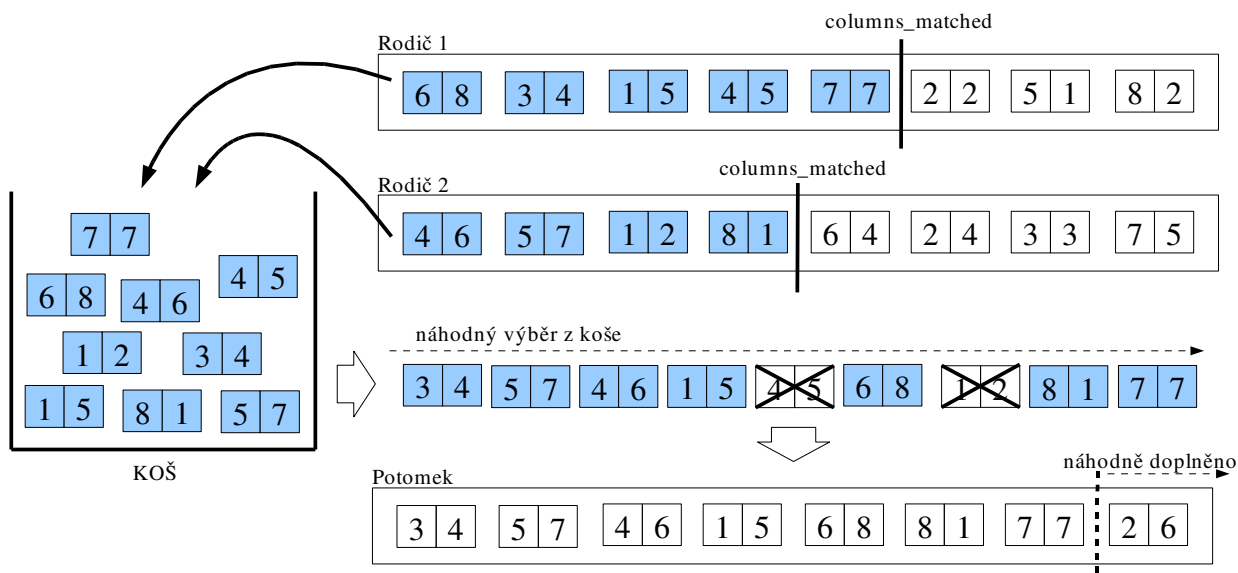 columns_matched
Rodič 1
6 8 3 4 1 5 4 5 7 7 2 2 5 1 8 2
columns_matched
Rodič 2
4 6 5 7 1 2 8 1 6 4 2 4 3 3 7 5
7 7
4 5
6 8
4 6
1 2
3 4
1 5
8 1
5 7
KOŠ
náhodný výběr z koše
3 4 5 7 4 6 1 5 4 5 6 8 1 2 8 1 7 7
náhodně doplněno
Potomek
3 4 5 7 4 6 1 5 6 8 8 1 7 7 2 6